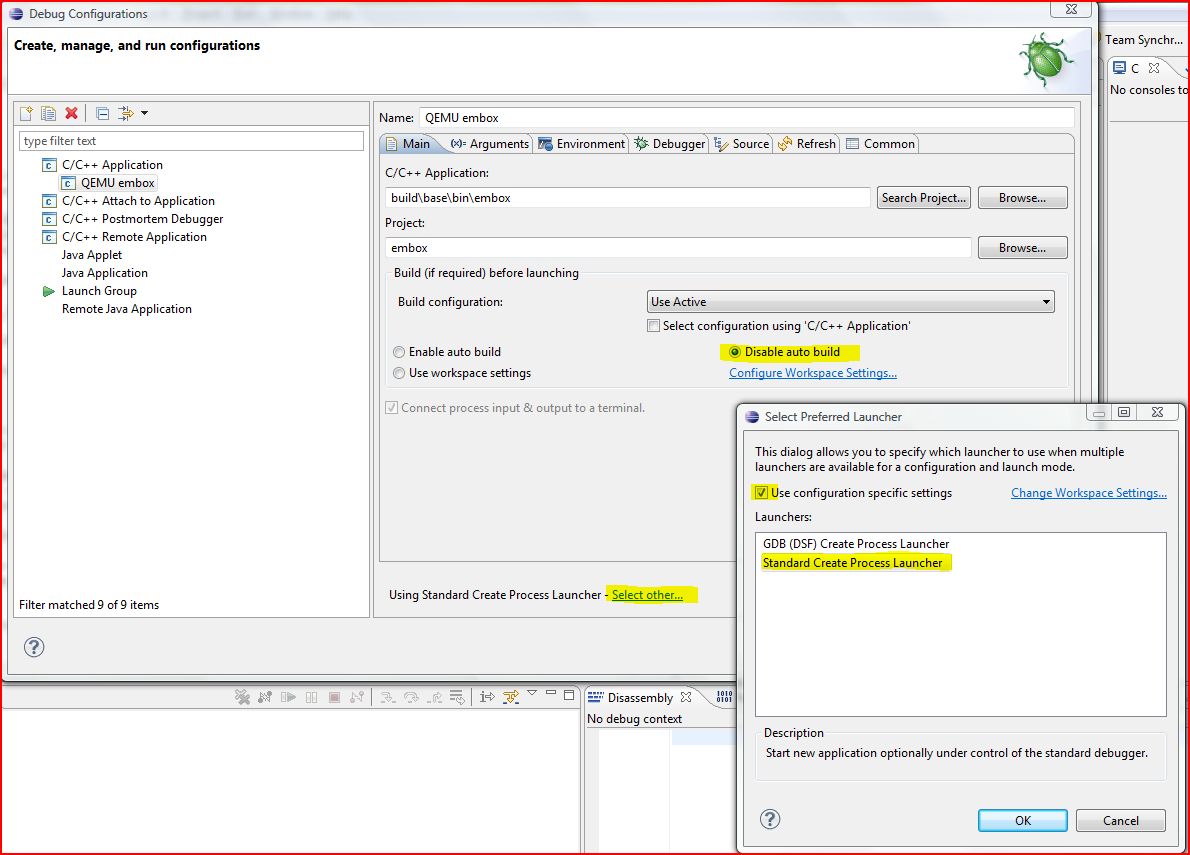 Debug Configurations
Create, manage, and run configurations
Team Synchr...
C
No consoles to
type filter text
C/C++ Application
QEMU embox
C/C++ Attach to Application
C/C++ Postmortem Debugger
C/C++ Remote Application
Java Applet
Java Application
Launch Group
Remote Java Application
Filter matched 9 of 9 items
Name: QEMU embox
Main (x)= Arguments Environment Debugger Source Refresh Common
C/C++ Application:
build\base\bin\embox Search Project... Browse...
Project:
embox Browse...
Build (if required) before launching
Build configuration: Use Active
Select configuration using 'C/C++ Application'
Enable auto build Disable auto build
Use workspace settings Configure Workspace Settings...
Connect process input & output to a terminal.
Using Standard Create Process Launcher - Select other...
Select Preferred Launcher
This dialog allows you to specify which launcher to use when multiple
launchers are available for a configuration and launch mode.
Use configuration specific settings Change Workspace Settings...
Launchers:
GDB (DSF) Create Process Launcher
Standard Create Process Launcher
Description
Start new application optionally under control of the standard debugger.
OK Cancel
Disassembly
1010
0101
No debug context